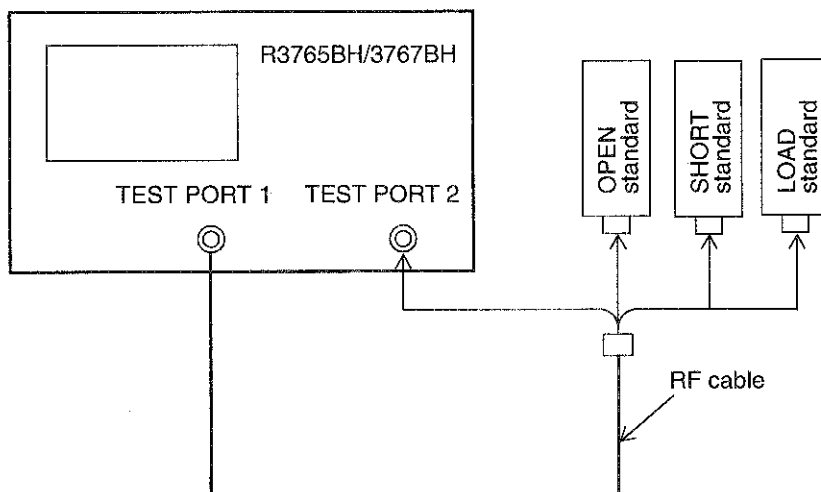 R3765BH/3767BH
TEST PORT 1
TEST PORT 2
OPEN
standard
SHORT
standard
LOAD
standard
RF cable